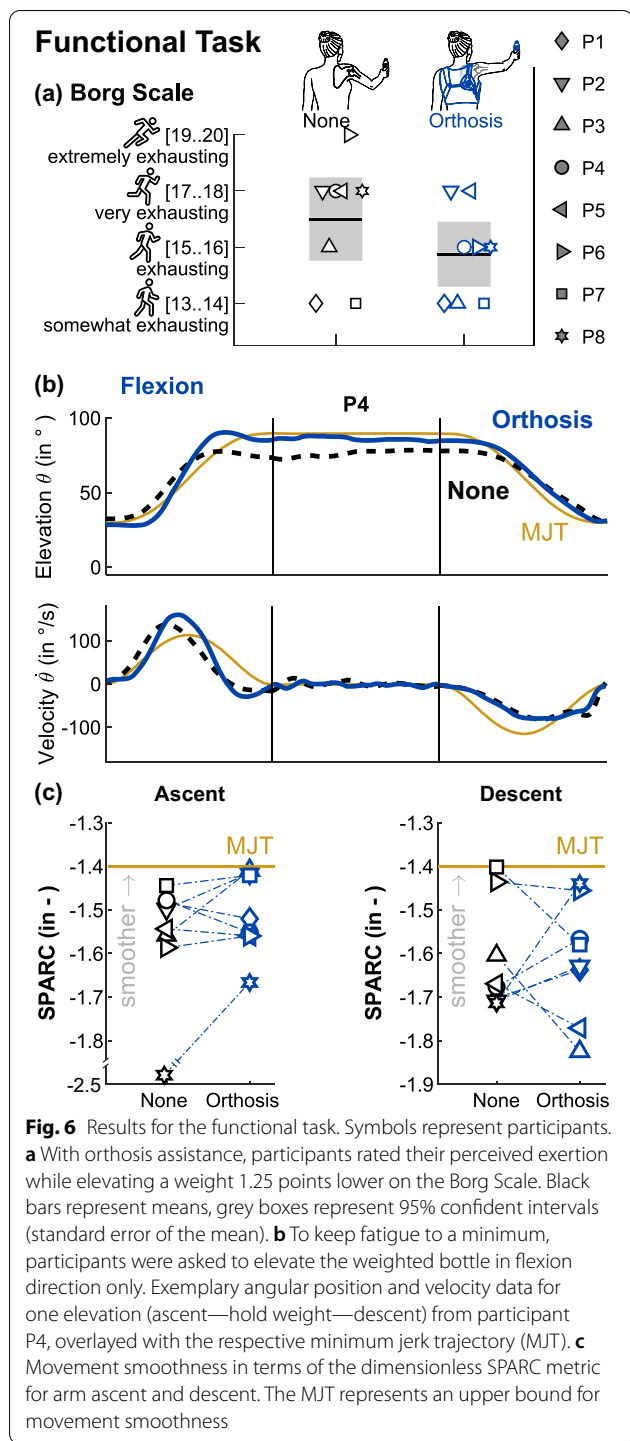 Functional Task
(a) Borg Scale
None
Orthosis
[19..20]
extremely exhausting
[17..18]
very exhausting
[15..16]
exhausting
[13..14]
somewhat exhausting
P1
P2
P3
P4
P5
P6
P7
P8
(b)
Flexion
P4
Orthosis
None
MJT
Elevation θ (in °)
100
50
0
Velocity θ̇ (in °/s)
100
0
-100
(c)
Ascent
MJT
smoother →
SPARC (in -)
-1.3
-1.4
-1.5
-1.6
-1.7
-1.8
-2.5
None Orthosis
Descent
MJT
smoother →
SPARC (in -)
-1.3
-1.4
-1.5
-1.6
-1.7
-1.8
-1.9
None Orthosis
Fig. 6 Results for the functional task. Symbols represent participants.
a With orthosis assistance, participants rated their perceived exertion
while elevating a weight 1.25 points lower on the Borg Scale. Black
bars represent means, grey boxes represent 95% confident intervals
(standard error of the mean). b To keep fatigue to a minimum,
participants were asked to elevate the weighted bottle in flexion
direction only. Exemplary angular position and velocity data for
one elevation (ascent—hold weight—descent) from participant
P4, overlayed with the respective minimum jerk trajectory (MJT). c
Movement smoothness in terms of the dimensionless SPARC metric
for arm ascent and descent. The MJT represents an upper bound for
movement smoothness